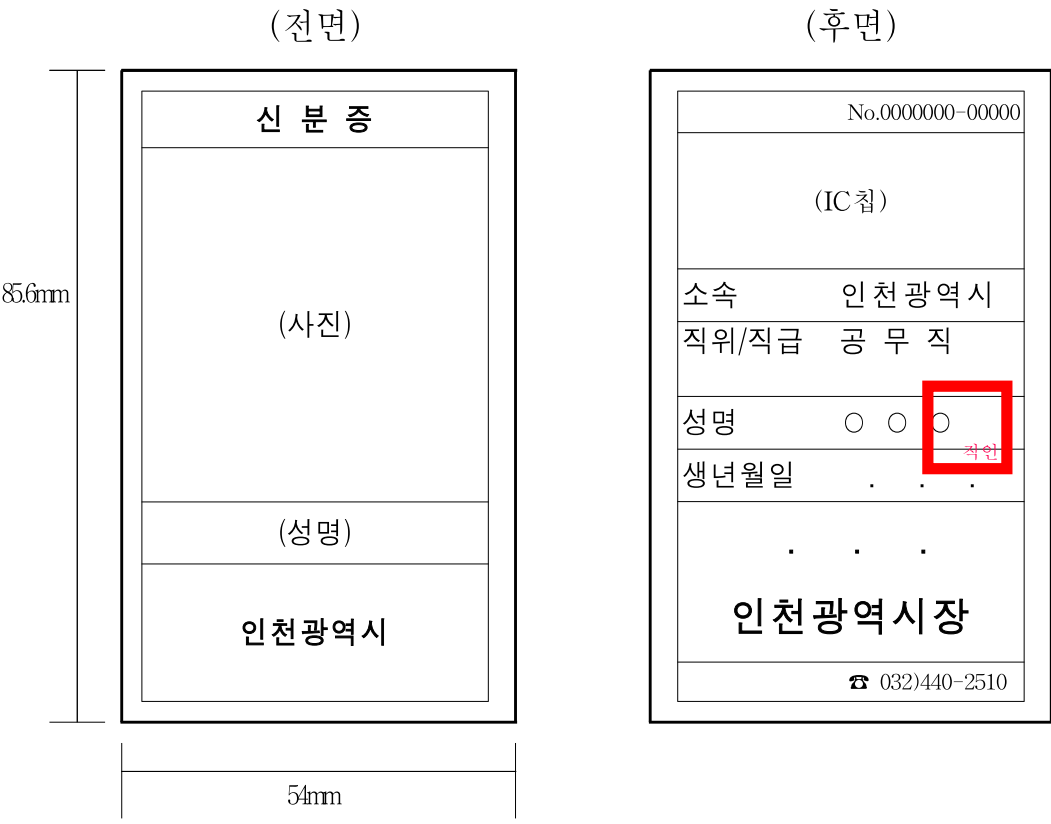 (전면)
신 분 증
(사진)
(성명)
인천광역시
85.6mm
54mm
(후면)
No.0000000-00000
(IC칩)
소속 인천광역시
직위/직급 공 무 직
성명 ○ ○ ○
직인
생년월일 . . .
. . .
인천광역시장
☎ 032)440-2510